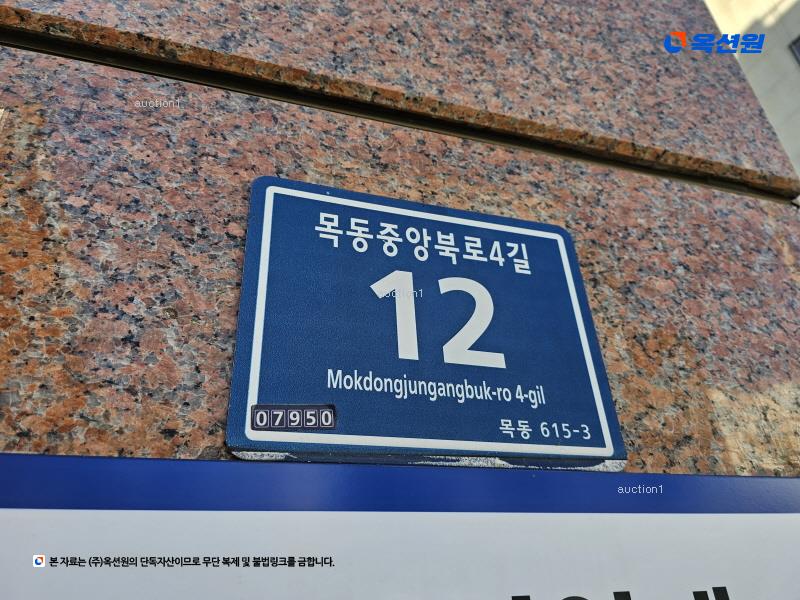 옥션원
auction1
목동중앙북로4길
12
auction1
Mokdongjungangbuk-ro 4-gil
07950
목동 615-3
auction1
본 자료는 (주)옥션원의 단독자산이므로 무단 복제 및 불법링크를 금합니다.